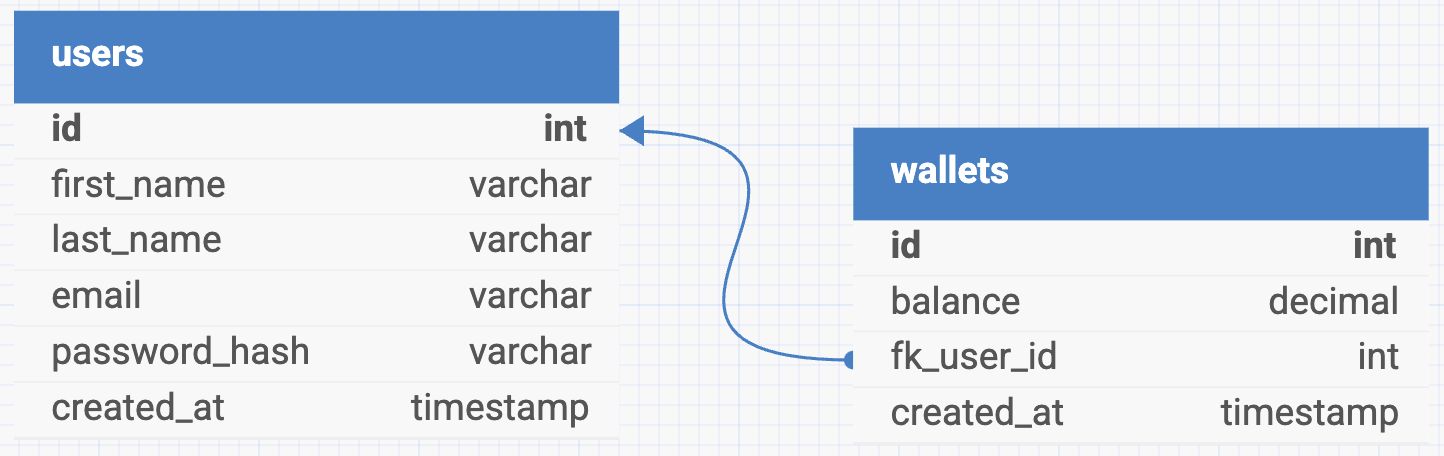 users
id int
first_name varchar
last_name varchar
email varchar
password_hash varchar
created_at timestamp
wallets
id int
balance decimal
fk_user_id int
created_at timestamp